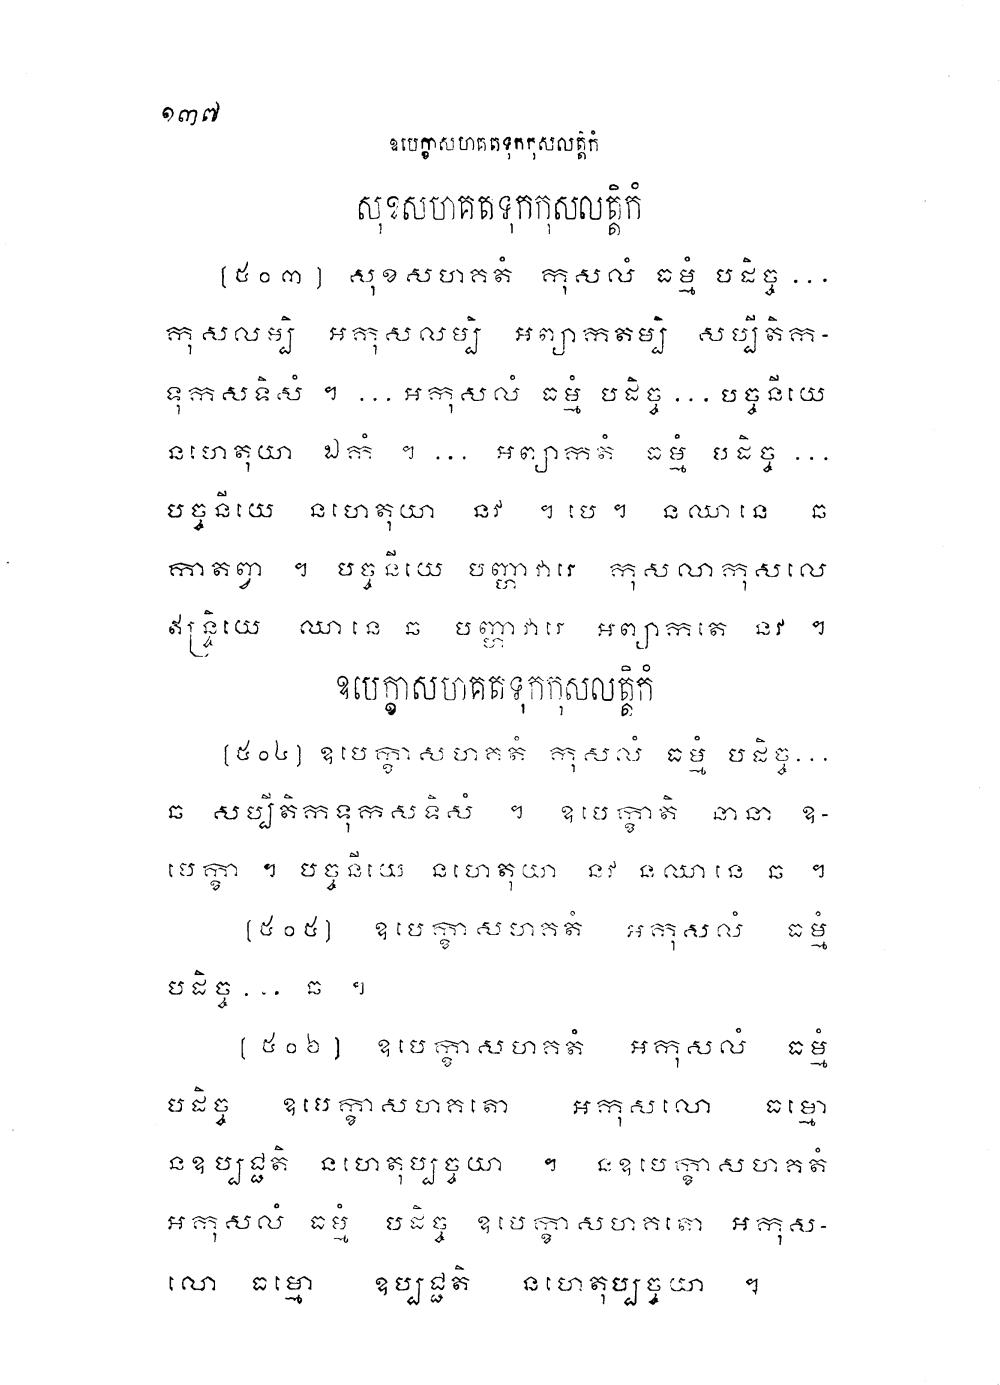 ១៣៧
ឧបេក្ខាសហគតទុកកុសលត្តិកំ
សុខសហគតទុកកុសលត្តិកំ
[៥០៣] សុខសហគតំ កុសលំ ធម្មំ បដិច្ច ...
កុសលម្បិ អកុសលម្បិ អព្យាកតម្បិ សប្បីតិក-
ទុកសទិសំ ។ ... អកុសលំ ធម្មំ បដិច្ច ... បច្ចនីយេ
នហេតុយា ឯកំ ។ ... អព្យាកតំ ធម្មំ បដិច្ច ...
បច្ចនីយេ នហេតុយា នវ ។ បេ ។ នឈានេ ឆ
កាតព្វា ។ បច្ចនីយេ បញ្ហាវារេ កុសលាកុសលេ
ឥន្ទ្រិយេ ឈានេ ឆ បញ្ហាវារេ អព្យាកតេ នវ ។
ឧបេក្ខាសហគតទុកកុសលត្តិកំ
[៥០៤] ឧបេក្ខាសហគតំ កុសលំ ធម្មំ បដិច្ច ...
ឆ សប្បីតិកទុកសទិសំ ។ ឧបេក្ខាតិ នានា ឧ-
បេក្ខា ។ បច្ចនីយេ នហេតុយា នវ នឈានេ ឆ ។
[៥០៥] ឧបេក្ខាសហគតំ អកុសលំ ធម្មំ
បដិច្ច ... ឆ ។
[៥០៦] ឧបេក្ខាសហគតំ អកុសលំ ធម្មំ
បដិច្ច ឧបេក្ខាសហគតោ អកុសលោ ធម្មោ
នឧប្បជ្ជតិ នហេតុប្បច្ចយា ។ នឧបេក្ខាសហគតំ
អកុសលំ ធម្មំ បដិច្ច ឧបេក្ខាសហគតោ អកុស-
លោ ធម្មោ ឧប្បជ្ជតិ នហេតុប្បច្ចយា ។